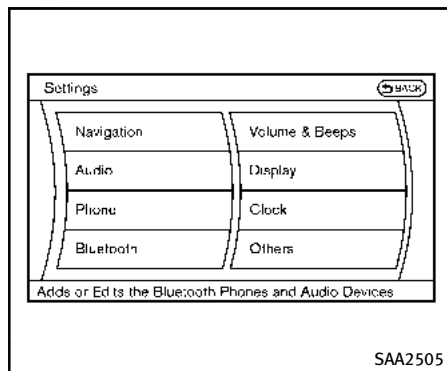 Settings BACK
Navigation Volume & Beeps
Audio Display
Phone Clock
Bluetooth Others
Adds or Edits the Bluetooth Phones and Audio Devices
SAA2505